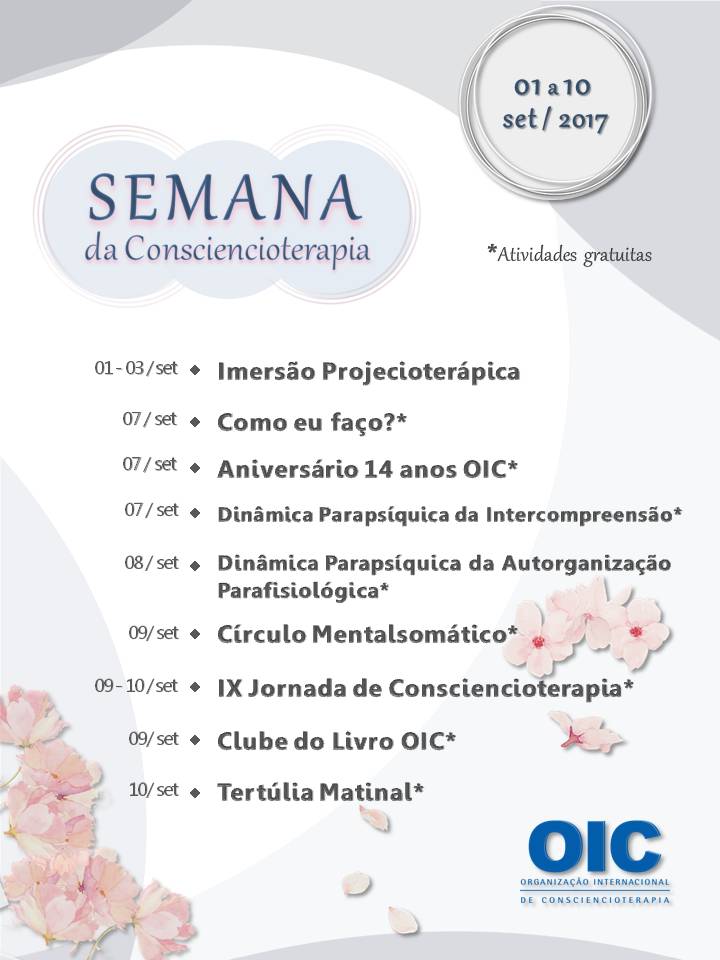 01 a 10
set / 2017
SEMANA
da Consciencioterapia
*Atividades gratuitas
01 - 03 / set ◆ Imersão Projecioterápica
07 / set ◆ Como eu faço?*
07 / set ◆ Aniversário 14 anos OIC*
07 / set ◆ Dinâmica Parapsíquica da Intercompreensão*
08 / set ◆ Dinâmica Parapsíquica da Autorganização
Parafisiológica*
09/ set ◆ Círculo Mentalsomático*
09 - 10 / set ◆ IX Jornada de Consciencioterapia*
09/ set ◆ Clube do Livro OIC*
10/ set ◆ Tertúlia Matinal*
OIC
ORGANIZAÇÃO INTERNACIONAL
DE CONSCIENCIOTERAPIA